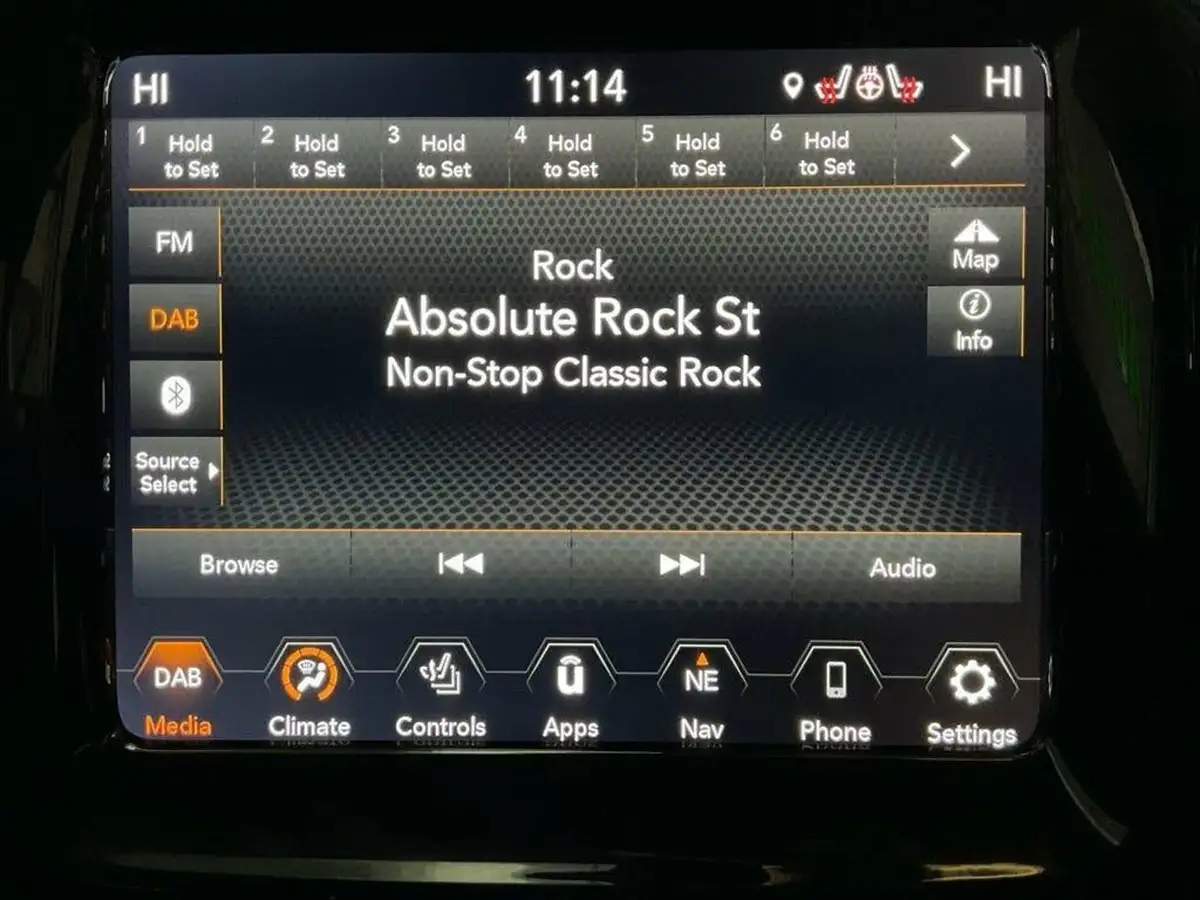 HI 11:14 HI
1 Hold to Set
2 Hold to Set
3 Hold to Set
4 Hold to Set
5 Hold to Set
6 Hold to Set
FM
DAB
Source
Select
Rock
Absolute Rock St
Non-Stop Classic Rock
Map
Info
Browse
Audio
DAB
Media
Climate
Controls
u
Apps
NE
Nav
Phone
Settings